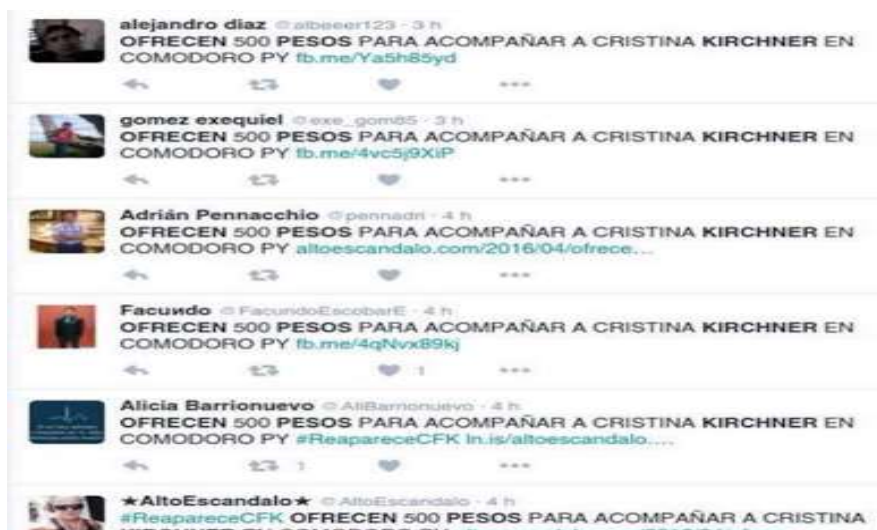 alejandro diaz @albeeer123 · 3 h
OFRECEN 500 PESOS PARA ACOMPAÑAR A CRISTINA KIRCHNER EN
COMODORO PY fb.me/Ya5h85yd
gomez exequiel @exe_gom85 · 3 h
OFRECEN 500 PESOS PARA ACOMPAÑAR A CRISTINA KIRCHNER EN
COMODORO PY fb.me/4vc5j9XiP
Adrián Pennacchio @pennadri · 4 h
OFRECEN 500 PESOS PARA ACOMPAÑAR A CRISTINA KIRCHNER EN
COMODORO PY altoescandalo.com/2016/04/ofrece...
Facuиdo @FacundoEscobarE · 4 h
OFRECEN 500 PESOS PARA ACOMPAÑAR A CRISTINA KIRCHNER EN
COMODORO PY fb.me/4qNvx89kj
1
Alicia Barrionuevo @AliBarrionuevo · 4 h
OFRECEN 500 PESOS PARA ACOMPAÑAR A CRISTINA KIRCHNER EN
COMODORO PY #ReapareceCFK ln.is/altoescandalo....
1
★AltoEscandalo★ @AltoEscandalo · 4 h
#ReapareceCFK OFRECEN 500 PESOS PARA ACOMPAÑAR A CRISTINA